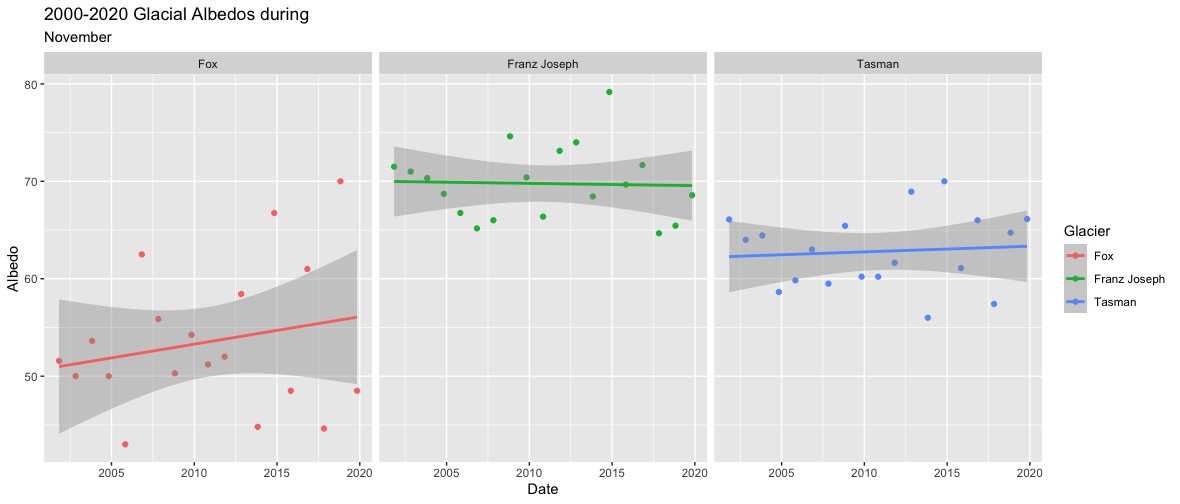 2000-2020 Glacial Albedos during
November
Fox
Franz Joseph
Tasman
80
70
60
50
Albedo
2005
2010
2015
2020
2005
2010
2015
2020
2005
2010
2015
2020
Date
Glacier
Fox
Franz Joseph
Tasman